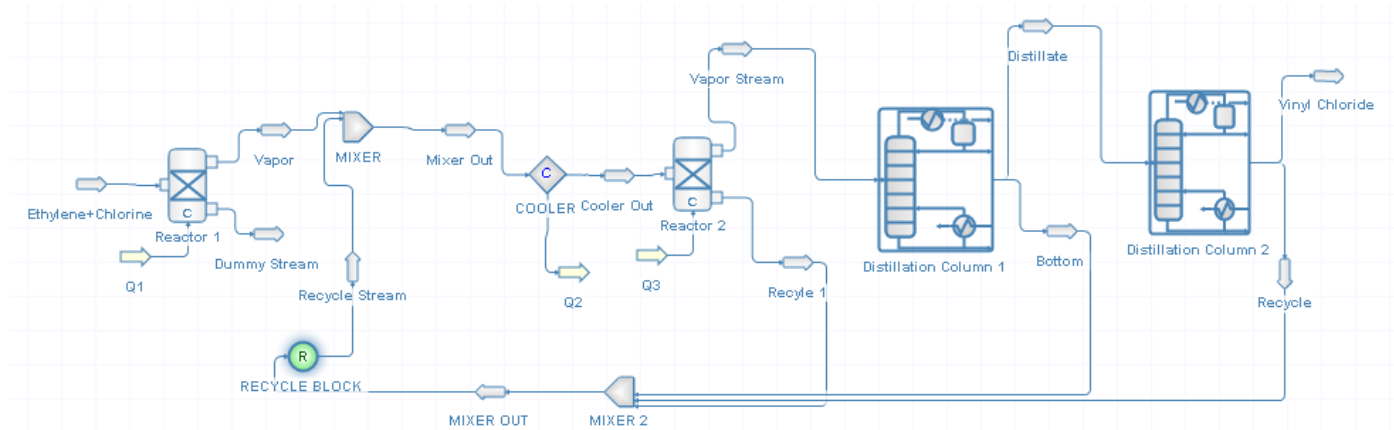 Distillate
Vapor Stream
Vinyl Chloride
Vapor
MIXER
Mixer Out
C
COOLER
Cooler Out
Ethylene+Chlorine
C
Reactor 1
C
Reactor 2
Dummy Stream
Q1
Q2
Q3
Distillation Column 1
Distillation Column 2
Bottom
Recyle 1
Recycle Stream
Recycle
R
RECYCLE BLOCK
MIXER OUT
MIXER 2